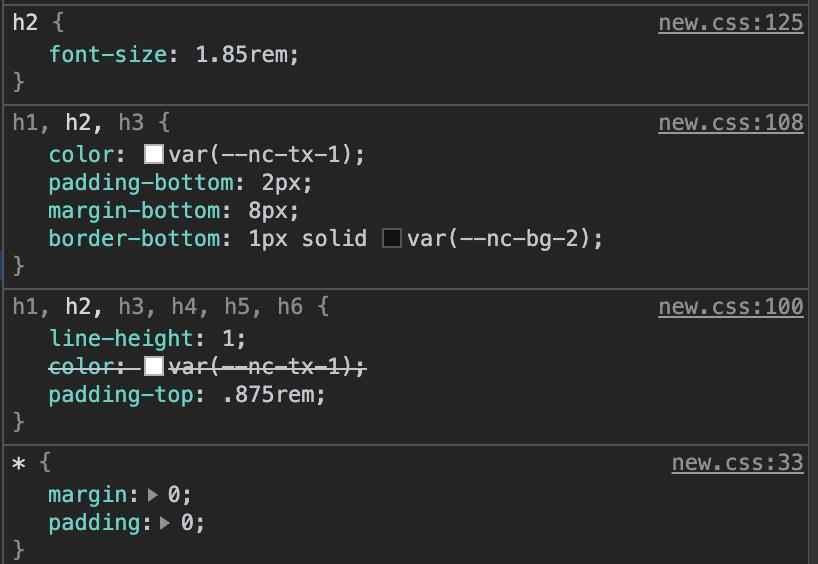 h2 { new.css:125
font-size: 1.85rem;
}
h1, h2, h3 { new.css:108
color: var(--nc-tx-1);
padding-bottom: 2px;
margin-bottom: 8px;
border-bottom: 1px solid var(--nc-bg-2);
}
h1, h2, h3, h4, h5, h6 { new.css:100
line-height: 1;
color: var(--nc-tx-1);
padding-top: .875rem;
}
* { new.css:33
margin: 0;
padding: 0;
}